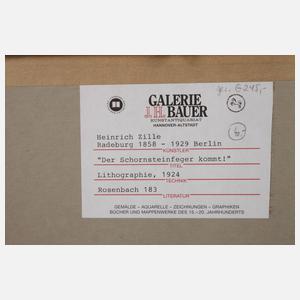 GALERIE
J.H. BAUER
KUNSTANTIQUARIAT
HANNOVER-ALTSTADT
Heinrich Zille
Radeburg 1858 - 1929 Berlin
KÜNSTLER
"Der Schornsteinfeger kommt!"
TITEL
Lithographie, 1924
TECHNIK
Rosenbach 183
LITERATUR
GEMÄLDE - AQUARELLE - ZEICHNUNGEN - GRAPHIKEN
BÜCHER UND MAPPENWERKE DES 15.-20. JAHRHUNDERTS